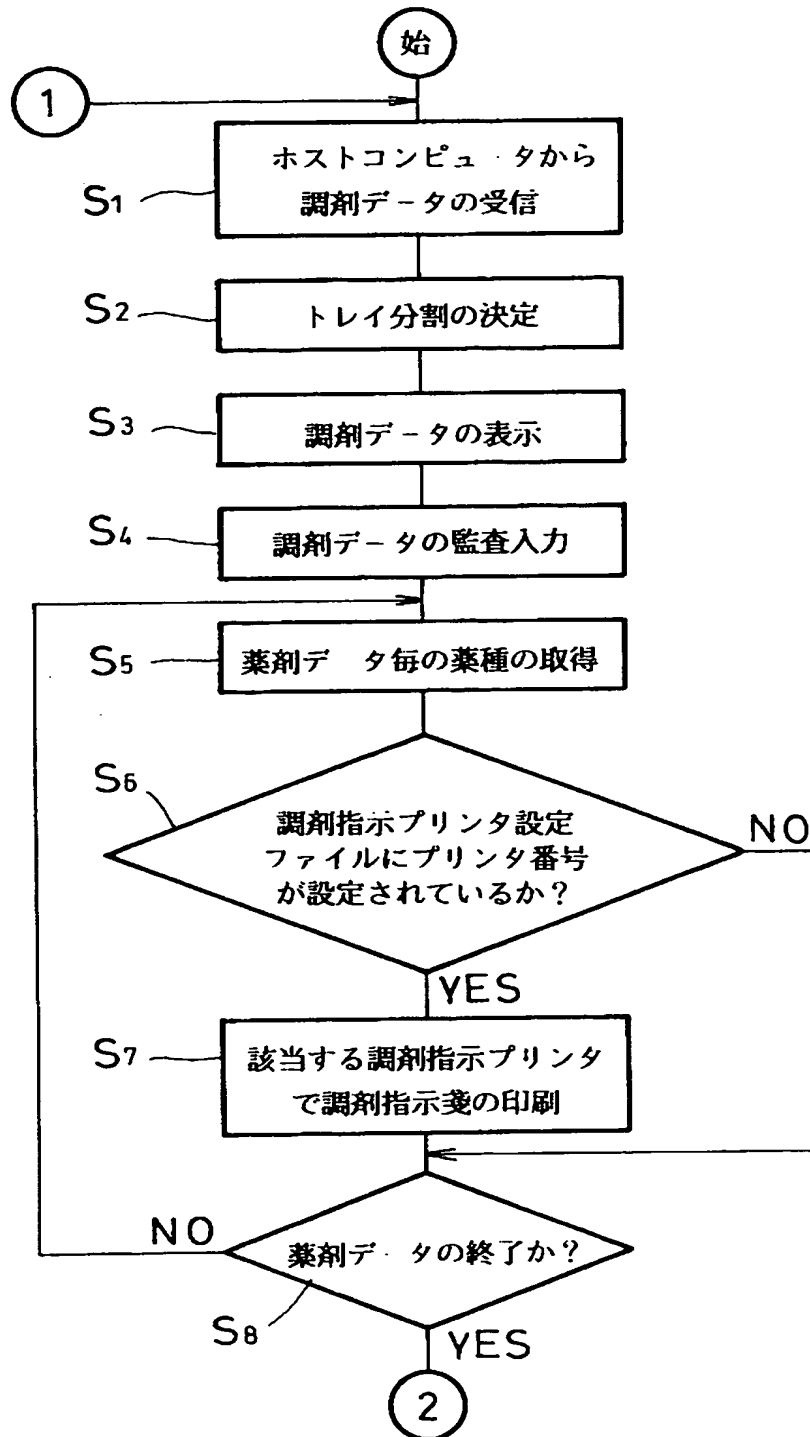 始
1
ホストコンピュータから
調剤データの受信
S1
トレイ分割の決定
S2
調剤データの表示
S3
調剤データの監査入力
S4
薬剤データ毎の薬種の取得
S5
S6
調剤指示プリンタ設定
ファイルにプリンタ番号
が設定されているか?
NO
YES
S7
該当する調剤指示プリンタ
で調剤指示箋の印刷
NO
薬剤データの終了か?
S8
YES
2